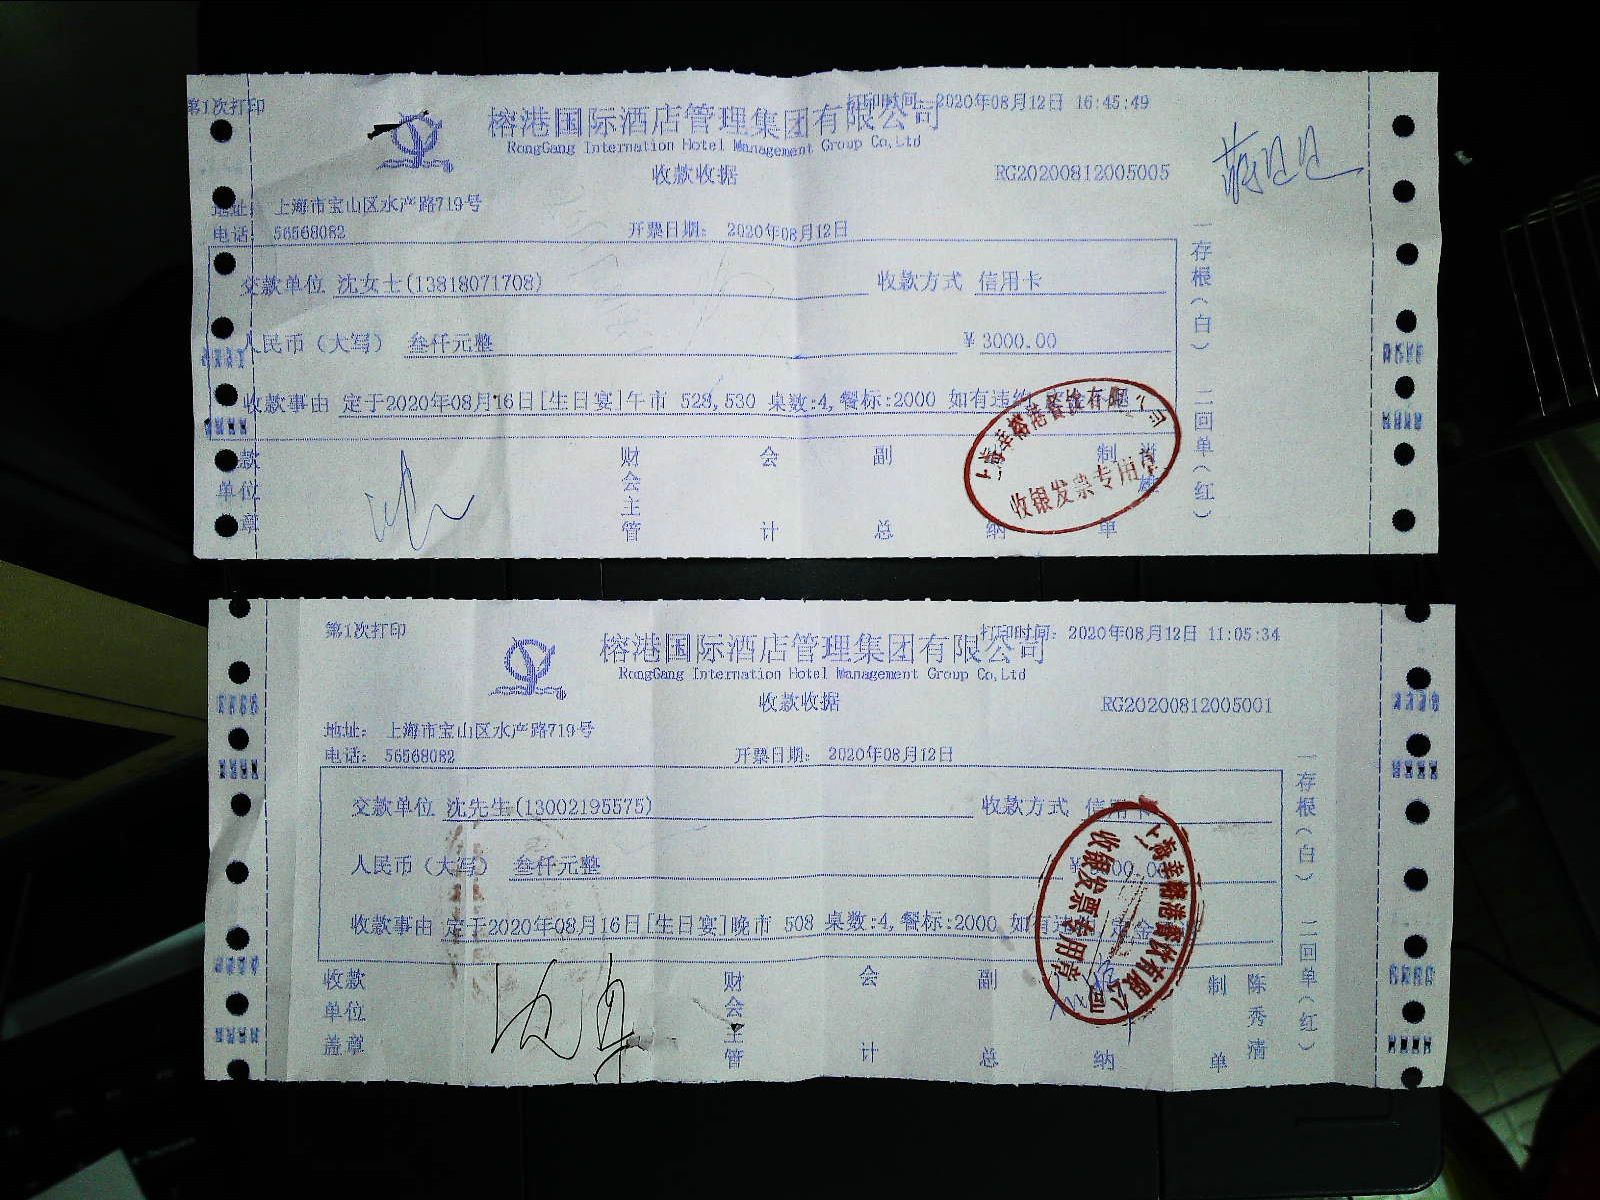 第1次打印
打印时间：2020年08月12日 16:45:49
榕港国际酒店管理集团有限公司
RongGang Internation Hotel Management Group Co,Ltd
收款收据
RG20200812005005
地址： 上海市宝山区水产路719号
电话： 56568082
开票日期： 2020年08月12日
交款单位 沈女士(13818071708)
收款方式 信用卡
人民币（大写） 叁仟元整
￥3000.00
收款事由 定于2020年08月16日[生日宴]午市 528,530 桌数:4,餐标:2000 如有违约
款单位 章
财会主管
会计
副总
纳
制单
一存根（白） 二回单（红）
收银发票专用章
第1次打印
打印时间：2020年08月12日 11:05:34
榕港国际酒店管理集团有限公司
RongGang Internation Hotel Management Group Co,Ltd
收款收据
RG20200812005001
地址： 上海市宝山区水产路719号
电话： 56568082
开票日期： 2020年08月12日
交款单位 沈先生(13002195575)
收款方式 信用卡
人民币（大写） 叁仟元整
收款事由 定于2020年08月16日[生日宴]晚市 508 桌数:4,餐标:2000 如有违 定金
收款单位盖章
财会主管
会计
副总
纳
制单
陈秀清
一存根（白） 二回单（红）
收银发票专用章